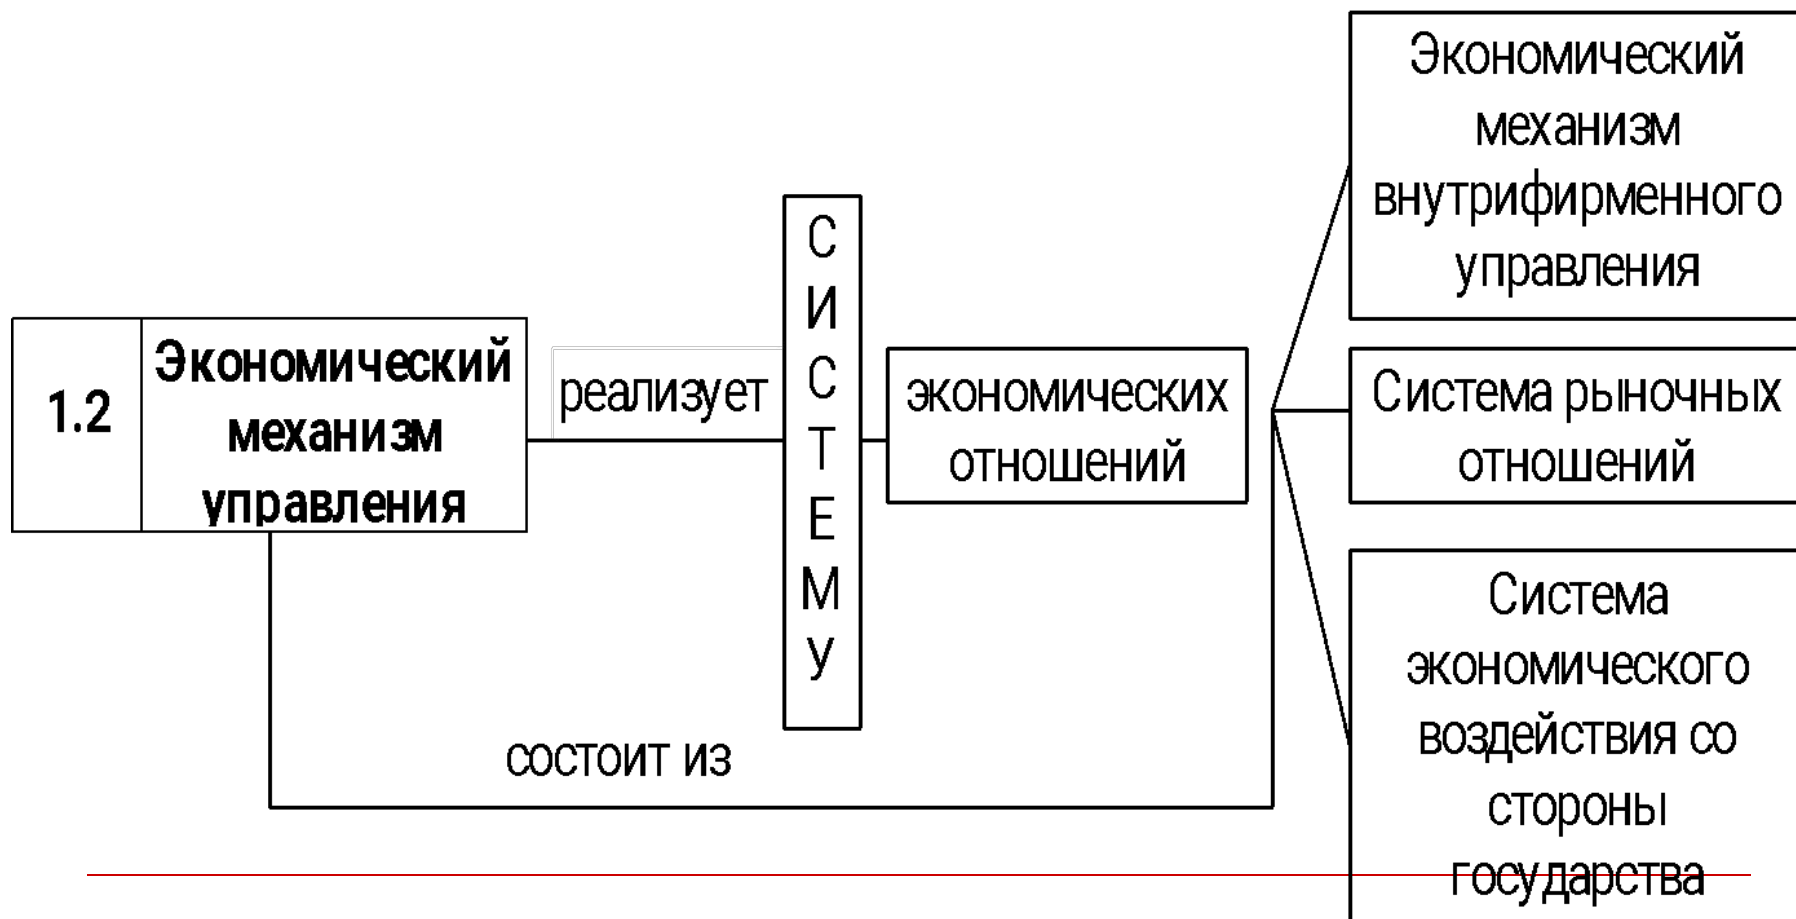 1.2
Экономический
механизм
управления
реализует
С
И
С
Т
Е
М
У
экономических
отношений
состоит из
Экономический
механизм
внутрифирменного
управления
Система рыночных
отношений
Система
экономического
воздействия со
стороны
государства